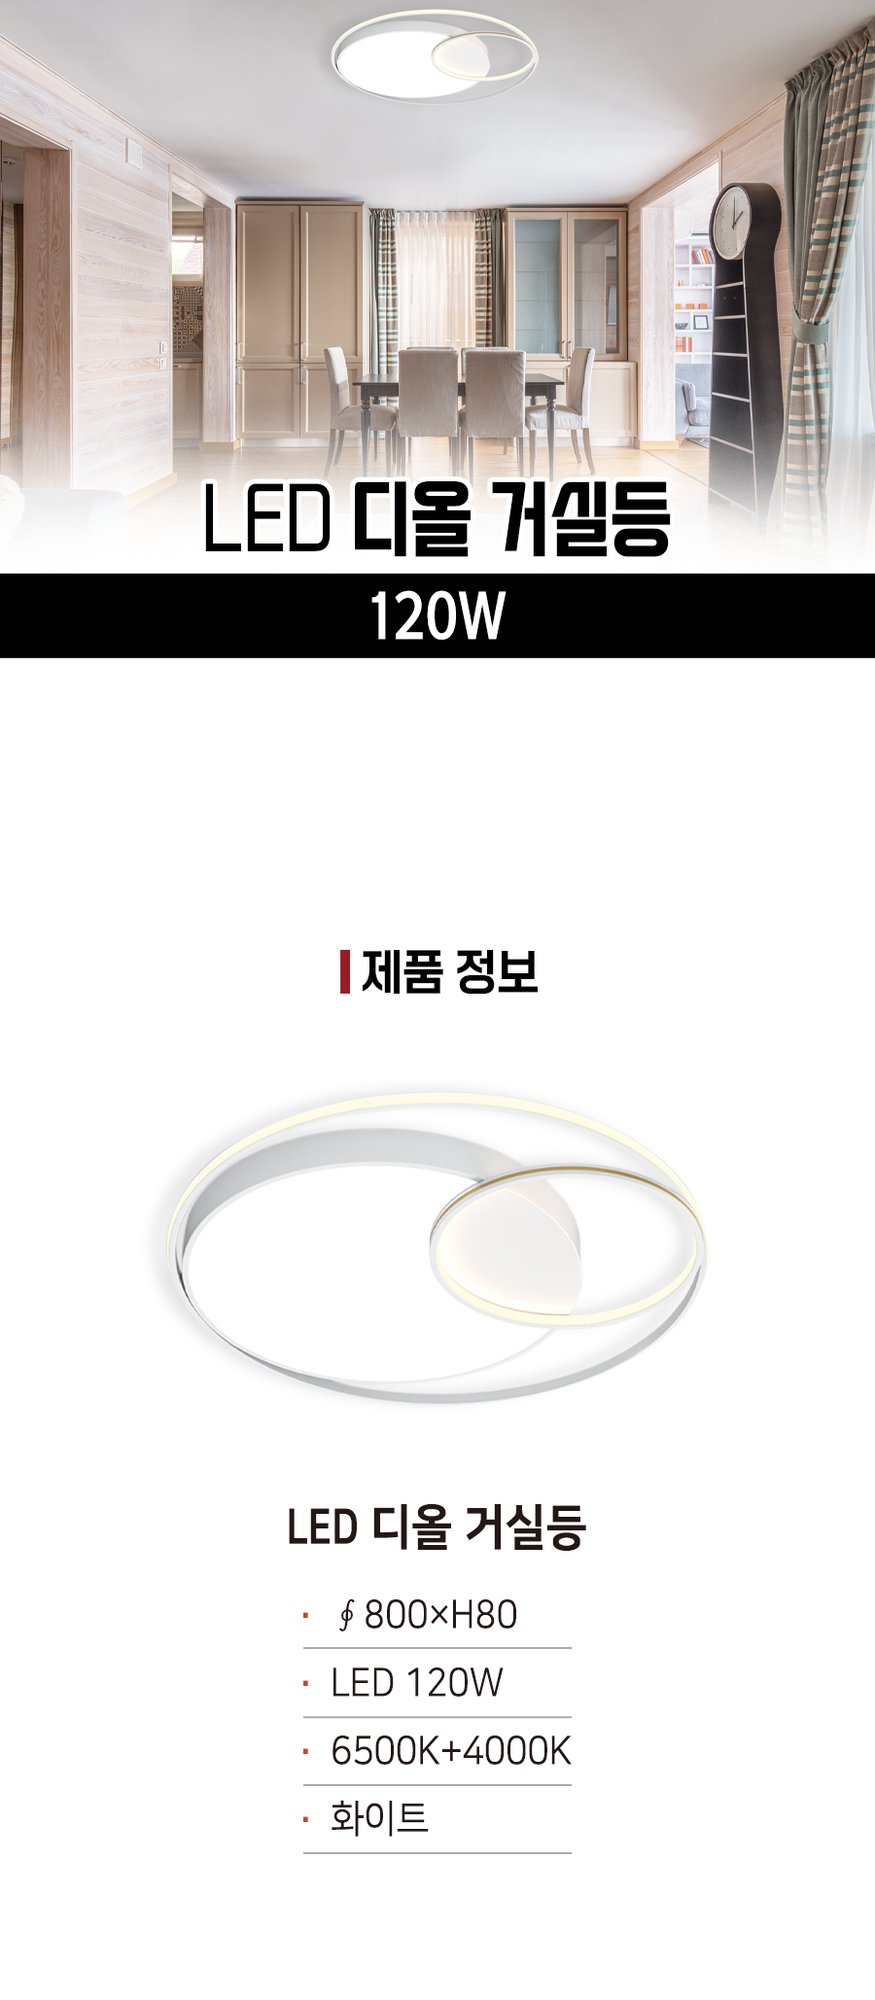 LED 디올 거실등
120W
제품 정보
LED 디올 거실등
· ∮ 800×H80
· LED 120W
· 6500K+4000K
· 화이트